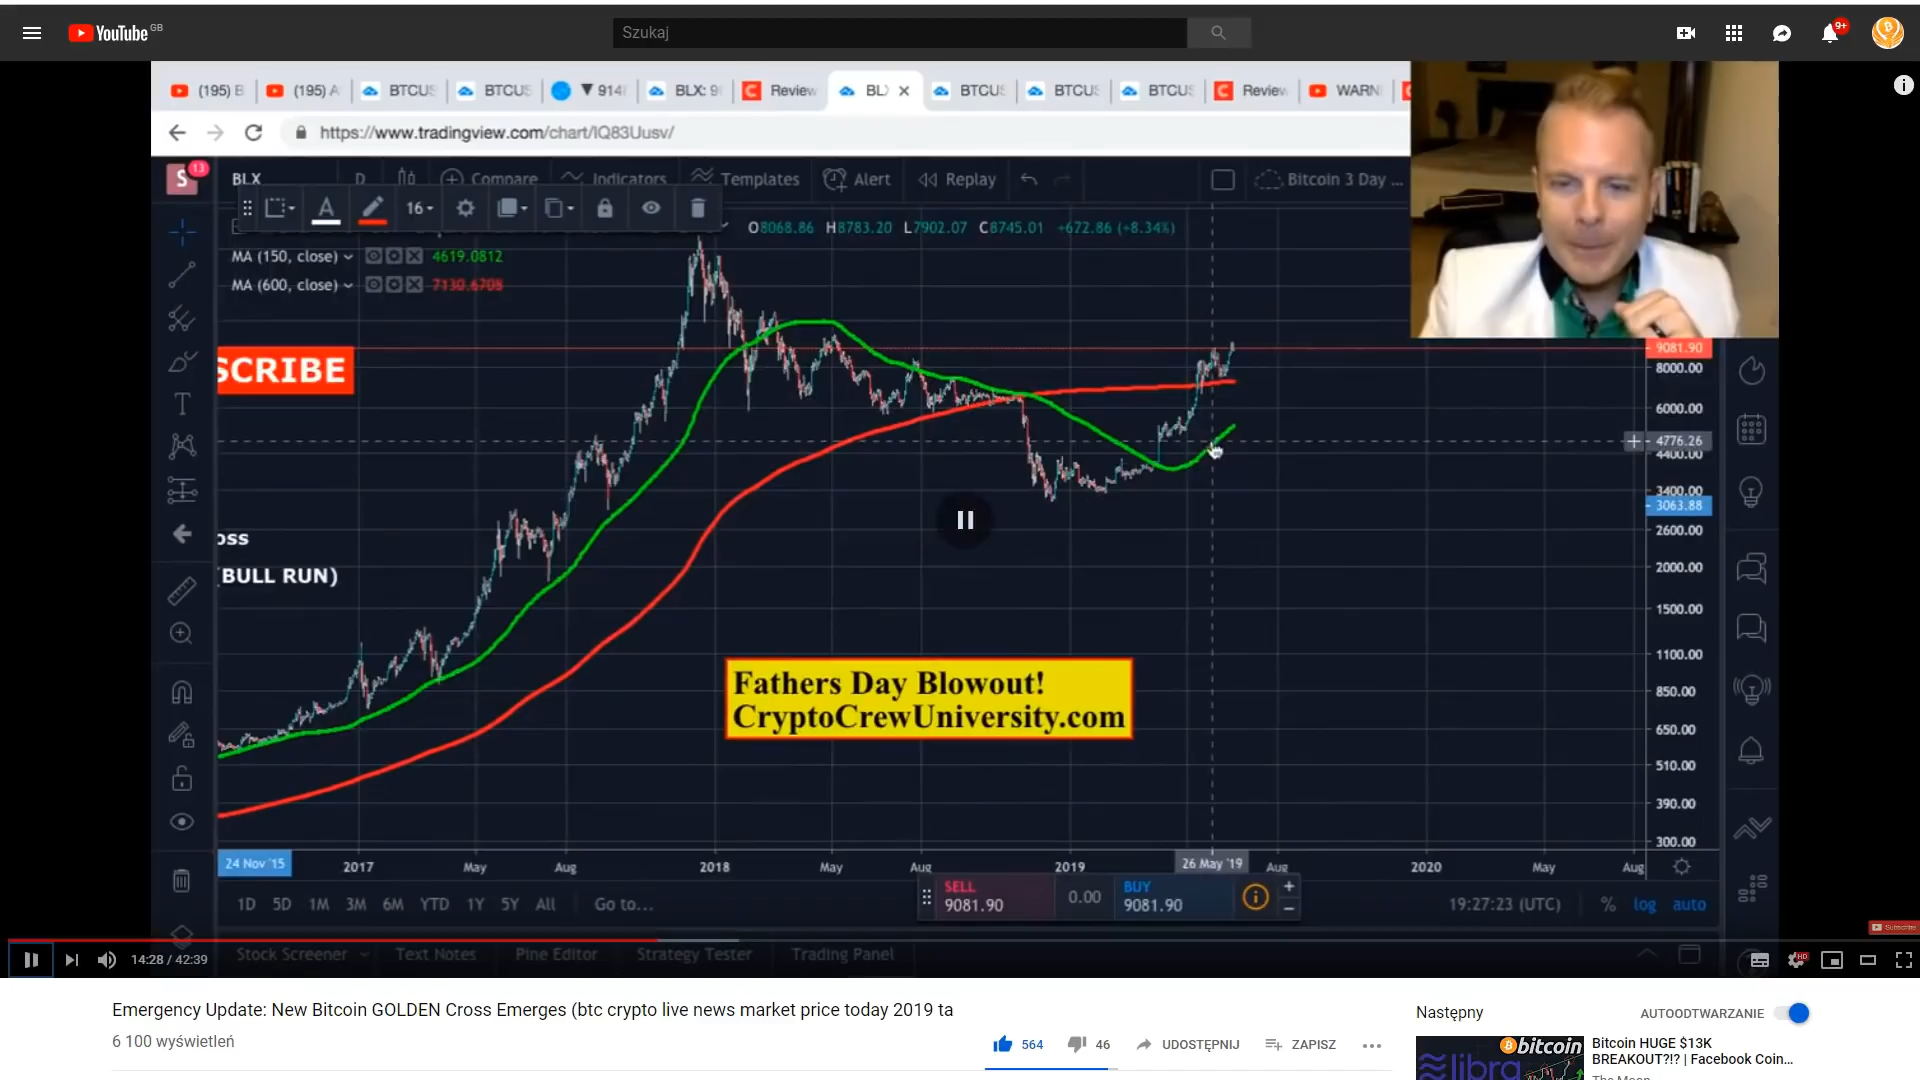 YouTube GB
Szukaj
9+
(195) B
(195) A
BTCUS
BTCUS
▼ 914
BLX: 9
Review
BLX
BTCUS
BTCUS
BTCUS
Review
WARN
https://www.tradingview.com/chart/IQ83Uusv/
S 13
BLX D Compare Indicators Templates Alert Replay Bitcoin 3 Day ...
A 16
O8068.86 H8783.20 L7902.07 C8745.01 +672.86 (+8.34%)
MA (150, close) 4619.0812
MA (600, close) 7130.6705
SCRIBE
oss
(BULL RUN)
Fathers Day Blowout!
CryptoCrewUniversity.com
9081.90
8000.00
6000.00
4776.26
4400.00
3400.00
3063.88
2600.00
2000.00
1500.00
1100.00
850.00
650.00
510.00
390.00
300.00
24 Nov '15 2017 May Aug 2018 May Aug 2019 26 May '19 Aug 2020 May Aug
1D 5D 1M 3M 6M YTD 1Y 5Y All Go to...
SELL
9081.90
0.00
BUY
9081.90
19:27:23 (UTC) % log auto
Subscribe
Stock Screener Text Notes Pine Editor Strategy Tester Trading Panel
14:28 / 42:39
HD
Emergency Update: New Bitcoin GOLDEN Cross Emerges (btc crypto live news market price today 2019 ta
6 100 wyświetleń
564 46 UDOSTĘPNIJ ZAPISZ
Następny AUTOODTWARZANIE
bitcoin
libra
Bitcoin HUGE $13K
BREAKOUT?!? | Facebook Coin...
The Moon